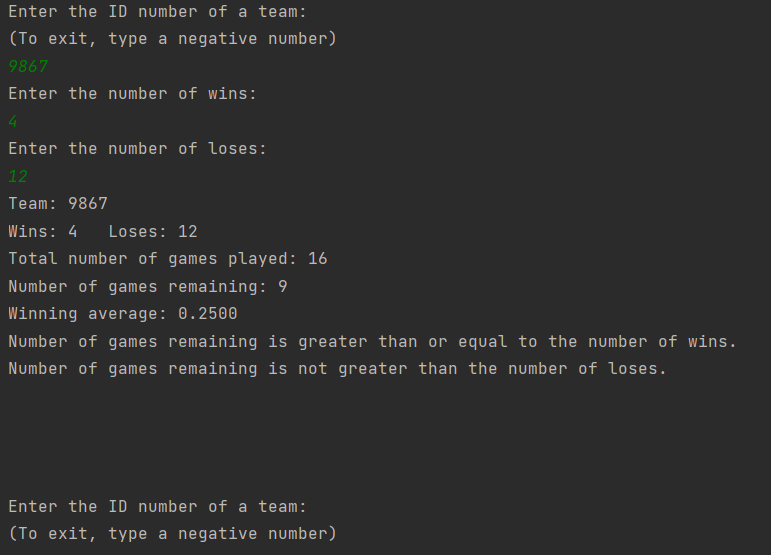 Enter the ID number of a team:
(To exit, type a negative number)
9867
Enter the number of wins:
4
Enter the number of loses:
12
Team: 9867
Wins: 4   Loses: 12
Total number of games played: 16
Number of games remaining: 9
Winning average: 0.2500
Number of games remaining is greater than or equal to the number of wins.
Number of games remaining is not greater than the number of loses.
Enter the ID number of a team:
(To exit, type a negative number)